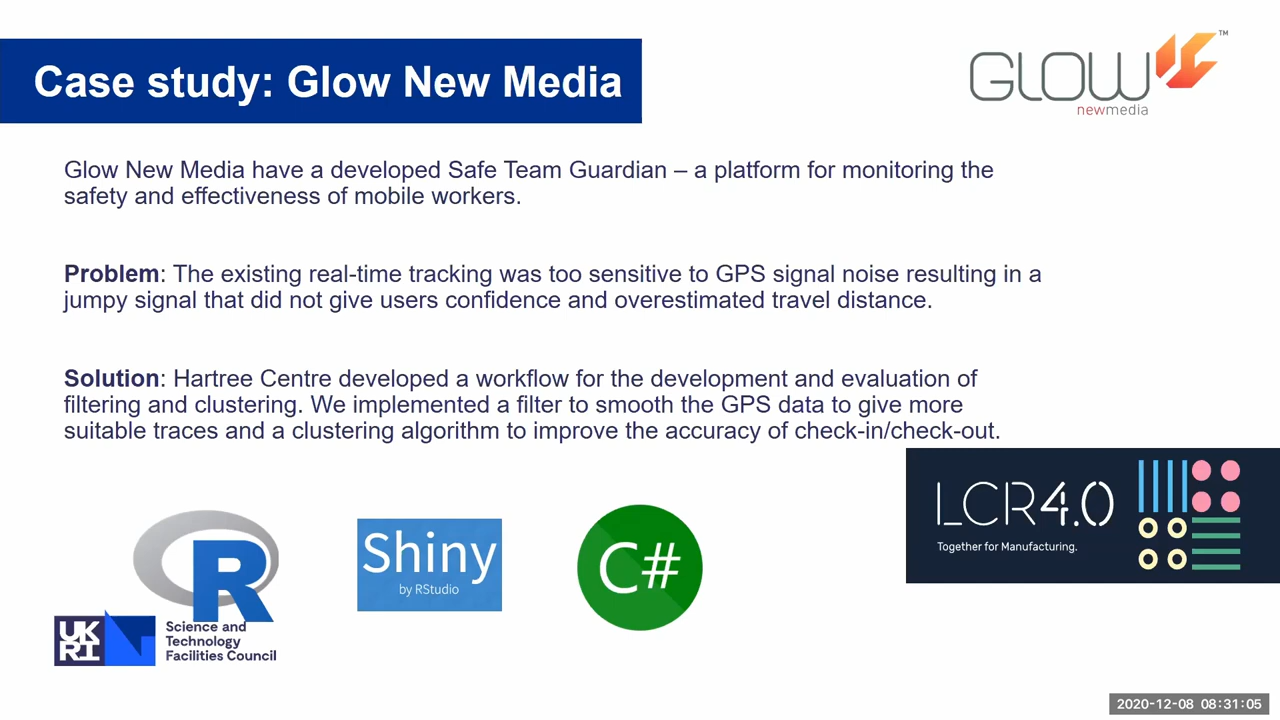 Case study: Glow New Media
GLOW™
newmedia
Glow New Media have a developed Safe Team Guardian – a platform for monitoring the
safety and effectiveness of mobile workers.
Problem: The existing real-time tracking was too sensitive to GPS signal noise resulting in a
jumpy signal that did not give users confidence and overestimated travel distance.
Solution: Hartree Centre developed a workflow for the development and evaluation of
filtering and clustering. We implemented a filter to smooth the GPS data to give more
suitable traces and a clustering algorithm to improve the accuracy of check-in/check-out.
LCR4.0
Together for Manufacturing.
R
Shiny
by RStudio
C#
UK
RI
Science and
Technology
Facilities Council
2020-12-08 08:31:05